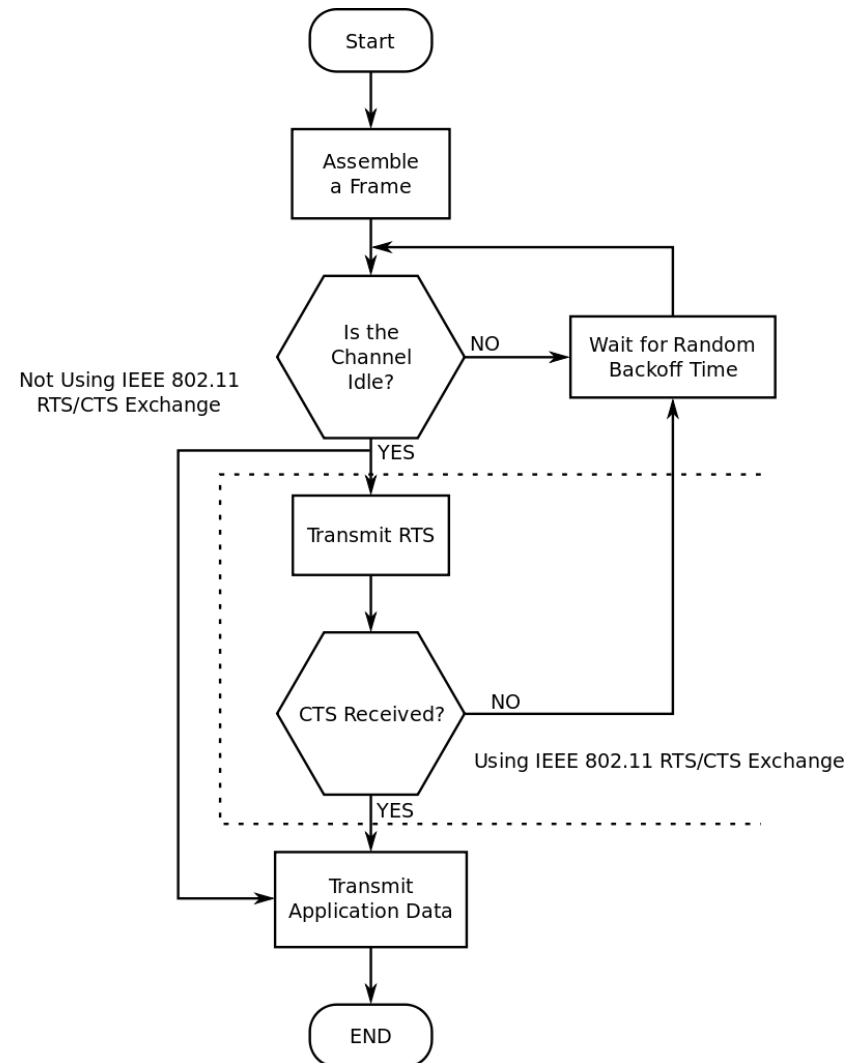 Start
Assemble
a Frame
Is the
Channel
Idle?
NO
Wait for Random
Backoff Time
Not Using IEEE 802.11
RTS/CTS Exchange
YES
Transmit RTS
CTS Received?
NO
Using IEEE 802.11 RTS/CTS Exchange
YES
Transmit
Application Data
END